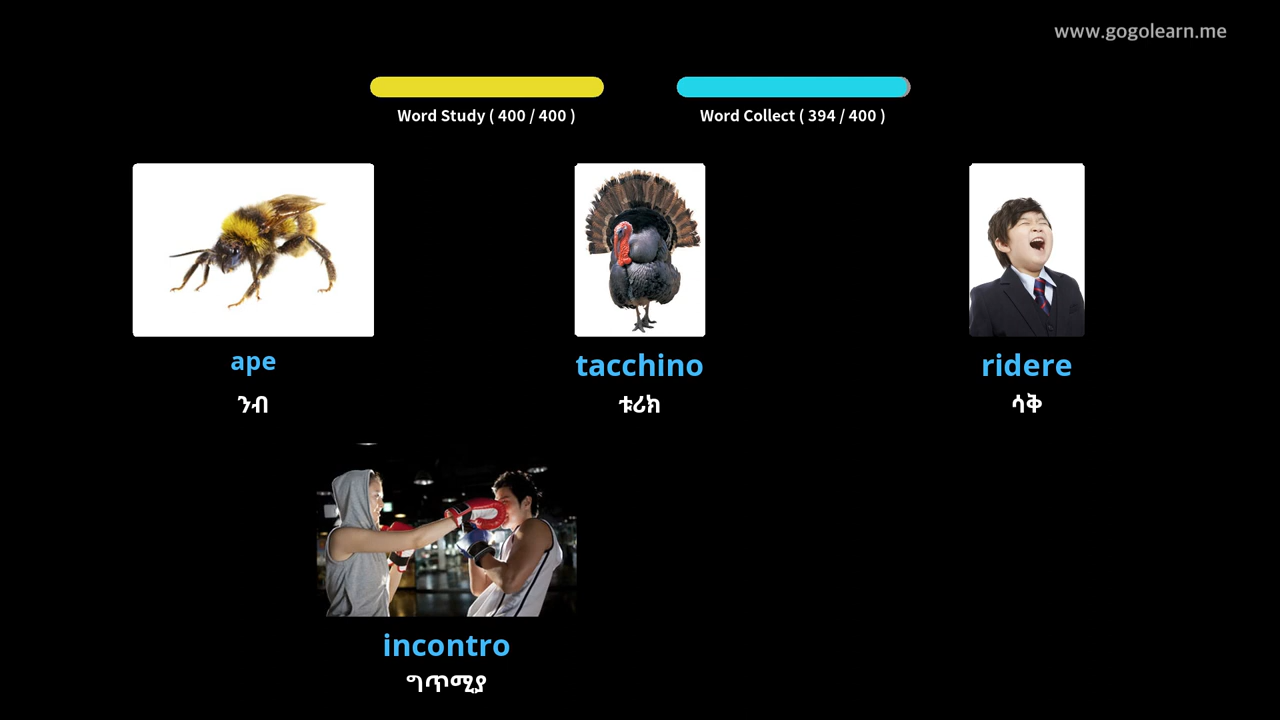 www.gogolearn.me
Word Study ( 400 / 400 )
Word Collect ( 394 / 400 )
ape
tacchino
ridere
ንብ
ቱሪክ
ሳቅ
incontro
ግጥሚያ